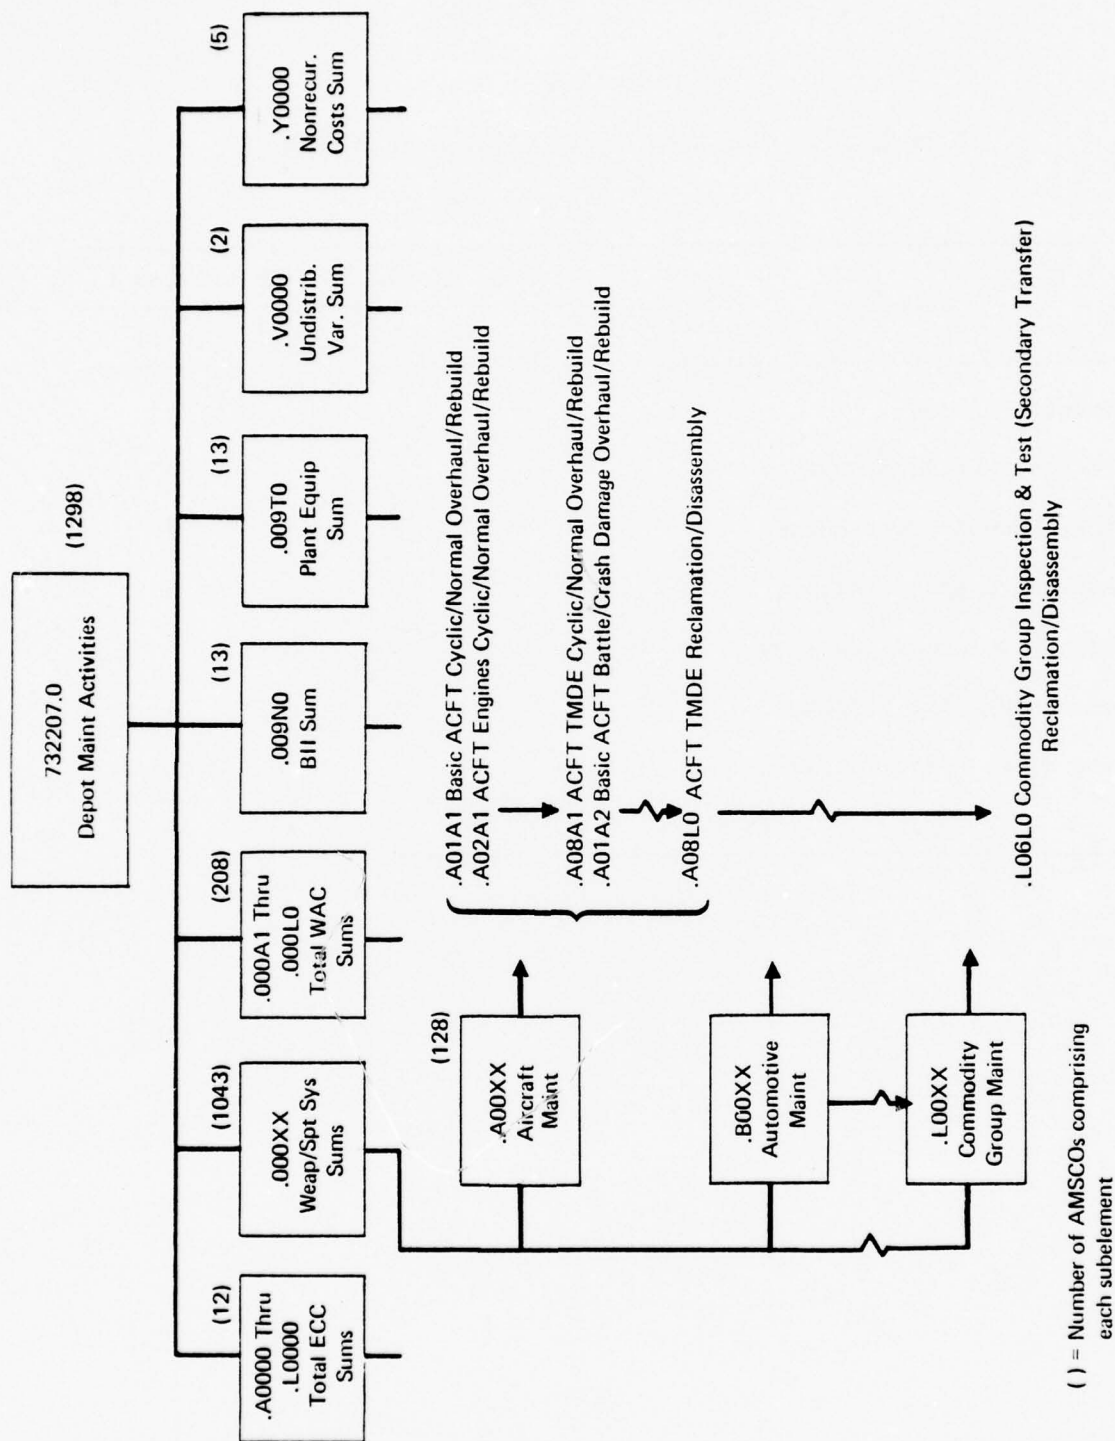 732207.0
Depot Maint Activities
(1298)
(12)
.A0000 Thru
.L0000
Total ECC
Sums
(1043)
.000XX
Weap/Spt Sys
Sums
(208)
.000A1 Thru
.000L0
Total WAC
Sums
(13)
.009N0
BII Sum
(13)
.009T0
Plant Equip
Sum
(2)
.V0000
Undistrib.
Var. Sum
(5)
.Y0000
Nonrecur.
Costs Sum
(128)
.A00XX
Aircraft
Maint
.A01A1 Basic ACFT Cyclic/Normal Overhaul/Rebuild
.A02A1 ACFT Engines Cyclic/Normal Overhaul/Rebuild
.A08A1 ACFT TMDE Cyclic/Normal Overhaul/Rebuild
.A01A2 Basic ACFT Battle/Crash Damage Overhaul/Rebuild
.A08L0 ACFT TMDE Reclamation/Disassembly
.B00XX
Automotive
Maint
.L00XX
Commodity
Group Maint
.L06L0 Commodity Group Inspection & Test (Secondary Transfer)
Reclamation/Disassembly
( ) = Number of AMSCOs comprising
each subelement